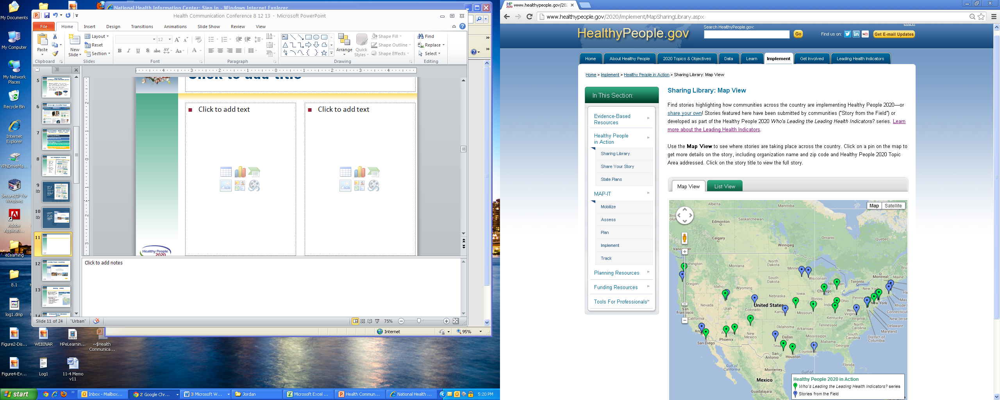 My Documents
My Computer
My Network
Places
Recycle Bin
Internet
Explorer
VPNDriveMa...
SecureZIP for
Windows
Adobe
Applicati...
eLearning
8.1
log1.dmp
Figure2-Dis...
WEBINAR
HPeLearnin...
~$Health
Communica...
Figure4-Ev...
Log1
11-4 Memo
v11
National Health Information Center: Sign in - Windows Internet Explorer
Health Communication Conference 8 12 13 - Microsoft PowerPoint
File Home Insert Design Transitions Animations Slide Show Review View
Paste
Clipboard
New
Slide
Layout
Reset
Section
Slides
12
B I U S abc AV Aa A
Font
Paragraph
Arrange
Quick
Styles
Shape Fill
Shape Outline
Shape Effects
Drawing
Find
Replace
Select
Editing
5
6
7
8
9
10
11
12
13
14
Click to add title
Click to add text
Click to add text
Healthy People
2020
Click to add notes
Slide 11 of 24 "Urban" 75%
Internet 95%
start
Inbox - Mailbox...
2 Google Chr...
3 Microsoft W...
Jordan
Microsoft Excel ...
Health Commun...
National Health ...
5:20 PM
www.healthypeople.gov/202
www.healthypeople.gov/2020/implement/MapSharingLibrary.aspx
Log In
HealthyPeople.gov
Search HealthyPeople.gov:
Go
Find us on:
Get E-mail Updates
Home About Healthy People 2020 Topics & Objectives Data Learn Implement Get Involved Leading Health Indicators
Home > Implement > Healthy People in Action > Sharing Library: Map View
In This Section:
Evidence-Based
Resources
Healthy People
in Action
Sharing Library
Share Your Story
State Plans
MAP-IT
Mobilize
Assess
Plan
Implement
Track
Planning Resources
Funding Resources
Tools For Professionals
Sharing Library: Map View
Find stories highlighting how communities across the country are implementing Healthy People 2020—or
share your own! Stories featured here have been submitted by communities ("Story from the Field") or
developed as part of the Healthy People 2020 Who's Leading the Leading Health Indicators? series. Learn
more about the Leading Health Indicators.
Use the Map View to see where stories are taking place across the country. Click on a pin on the map to
get more details on the story, including organization name and zip code and Healthy People 2020 Topic
Area addressed. Click on the story title to view the full story.
Map View List View
Map Satellite
Alberta
Manitoba
Edmonton
Saskatchewan
Calgary
Ontario
Quebec
Winnipeg
Vancouver
Washington
North
Dakota
Montana
Minne
Oregon
South
Dakota
Wisconsin
Toronto
Montreal
Maine
Idaho
Wyoming
Iowa
Chicago
New York
Nebraska
Illinois
Ohio
United States
New York
Nevada
Utah
Colorado
Kansas
Missouri
West
Virginia
Rhode I
Connecticut
San
Francisco
California
Kentucky
Virginia
New Jerse
Oklahoma
Arkansas
Tennessee
North
Carolina
Delaware
Maryland
New
Mexico
Dallas
Mississippi
South
Carolina
District of
Columbia
San Diego
Phoenix
Alabama
Georgia
San
Antonio
Houston
Louisiana
Gulf of
California
Monterrey
Gulf of
Florida
Mexico
Guadalajara
Healthy People 2020 in Action
Who's Leading the Leading Health Indicators? series
Stories from the Field